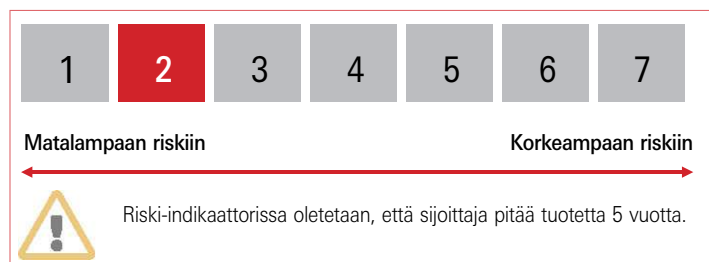 1 2 3 4 5 6 7
Matalampaan riskiin Korkeampaan riskiin
Riski-indikaattorissa oletetaan, että sijoittaja pitää tuotetta 5 vuotta.